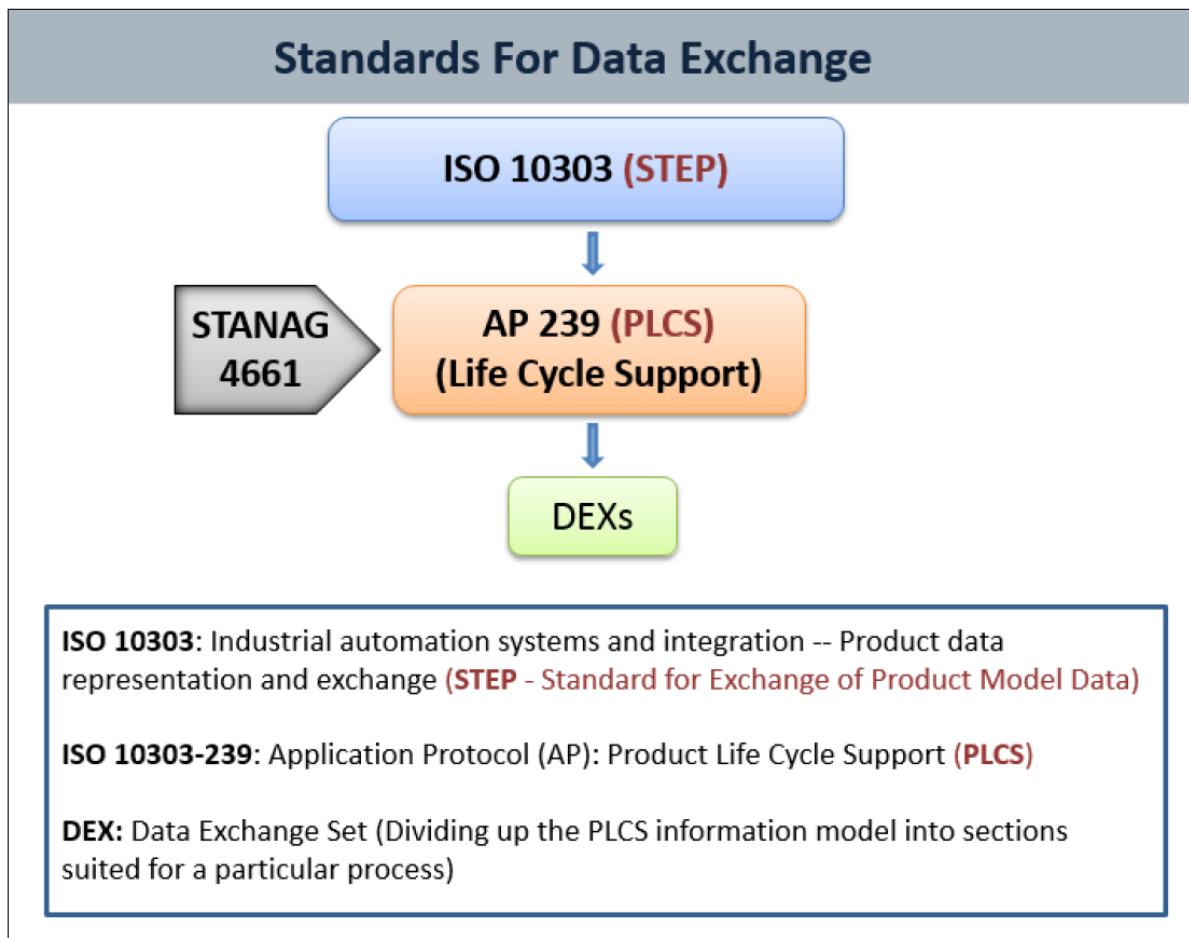 Standards For Data Exchange
ISO 10303 (STEP)
STANAG
4661
AP 239 (PLCS)
(Life Cycle Support)
DEXs
ISO 10303: Industrial automation systems and integration -- Product data
representation and exchange (STEP - Standard for Exchange of Product Model Data)
ISO 10303-239: Application Protocol (AP): Product Life Cycle Support (PLCS)
DEX: Data Exchange Set (Dividing up the PLCS information model into sections
suited for a particular process)